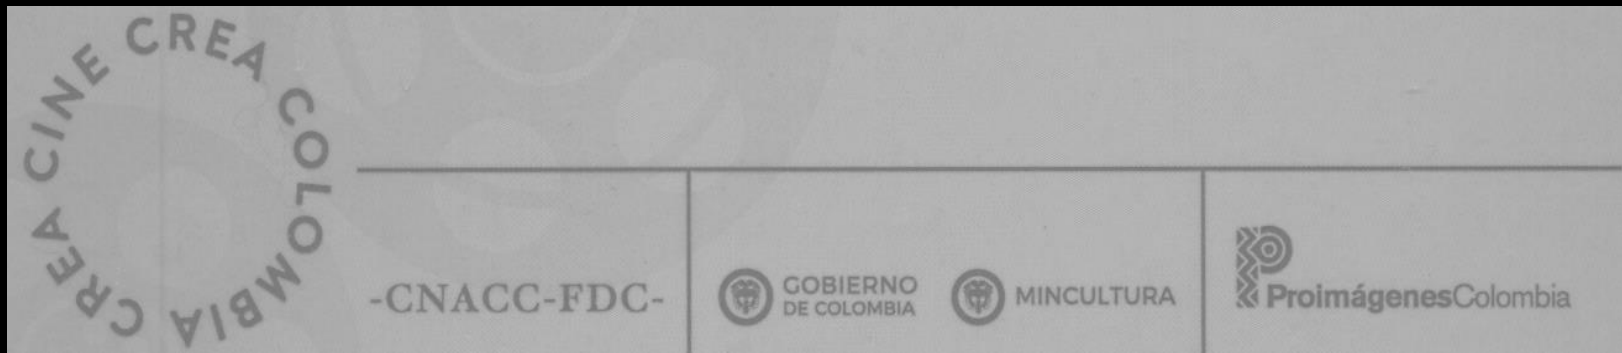 CREA CINE CREA COLOMBIA
-CNACC-FDC-
GOBIERNO
DE COLOMBIA
MINCULTURA
ProimágenesColombia